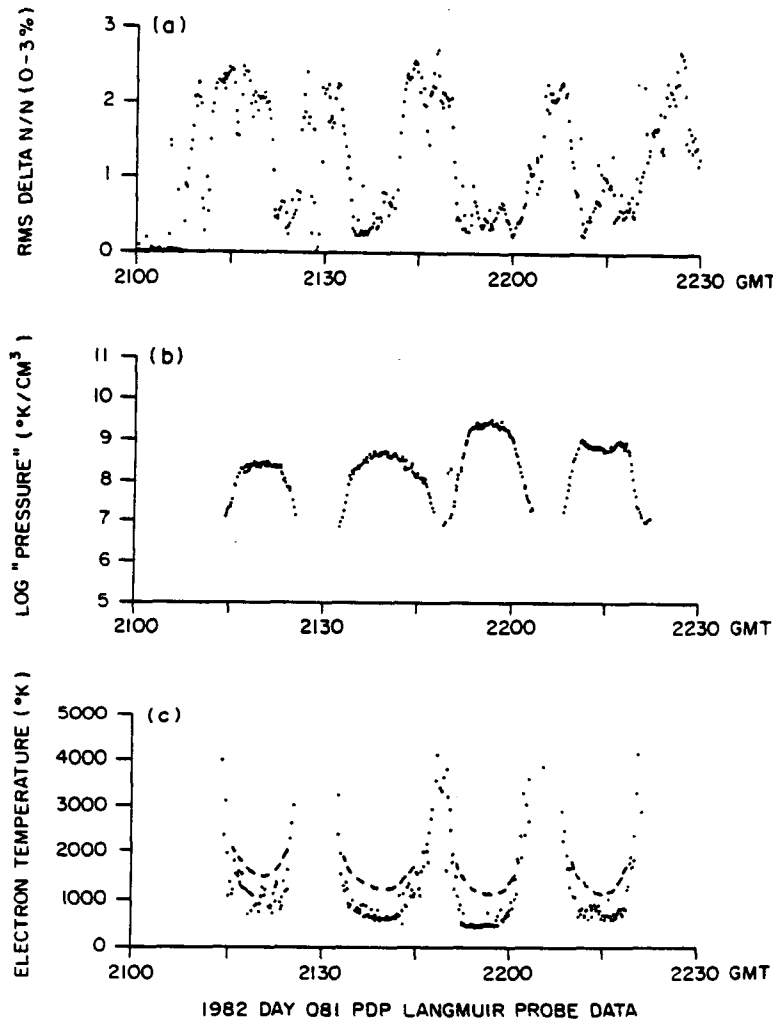 RMS DELTA N/N (0-3%)
(a)
3
2
1
0
2100 2130 2200 2230 GMT
LOG "PRESSURE" (°K/CM³)
(b)
11
10
9
8
7
6
5
2100 2130 2200 2230 GMT
ELECTRON TEMPERATURE (°K)
(c)
5000
4000
3000
2000
1000
0
2100 2130 2200 2230 GMT
1982 DAY 081 PDP LANGMUIR PROBE DATA